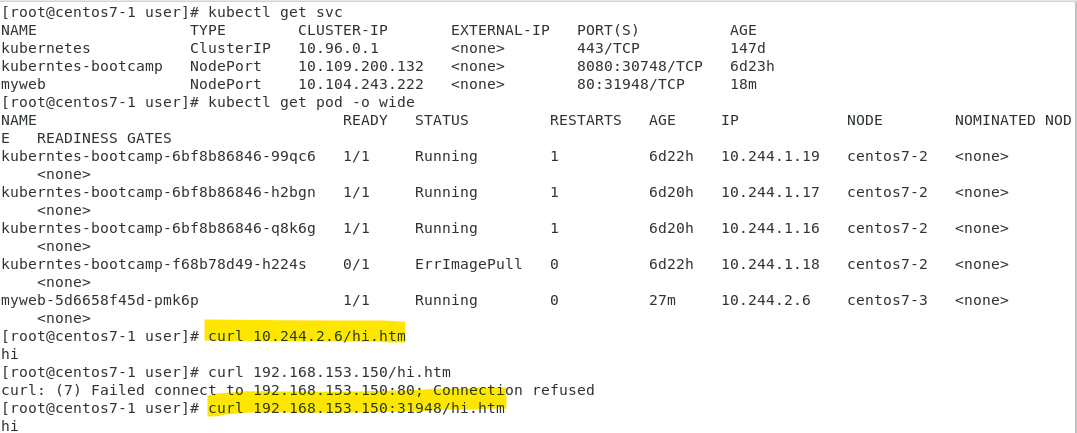 [root@centos7-1 user]# kubectl get svc
NAME                 TYPE        CLUSTER-IP       EXTERNAL-IP   PORT(S)          AGE
kubernetes           ClusterIP   10.96.0.1        <none>        443/TCP          147d
kuberntes-bootcamp   NodePort    10.109.200.132   <none>        8080:30748/TCP   6d23h
myweb                NodePort    10.104.243.222   <none>        80:31948/TCP     18m
[root@centos7-1 user]# kubectl get pod -o wide
NAME                                  READY   STATUS         RESTARTS   AGE     IP            NODE        NOMINATED NOD
E   READINESS GATES
kuberntes-bootcamp-6bf8b86846-99qc6   1/1     Running        1          6d22h   10.244.1.19   centos7-2   <none>
    <none>
kuberntes-bootcamp-6bf8b86846-h2bgn   1/1     Running        1          6d20h   10.244.1.17   centos7-2   <none>
    <none>
kuberntes-bootcamp-6bf8b86846-q8k6g   1/1     Running        1          6d20h   10.244.1.16   centos7-2   <none>
    <none>
kuberntes-bootcamp-f68b78d49-h224s    0/1     ErrImagePull   0          6d22h   10.244.1.18   centos7-2   <none>
    <none>
myweb-5d6658f45d-pmk6p                1/1     Running        0          27m     10.244.2.6    centos7-3   <none>
    <none>
[root@centos7-1 user]# curl 10.244.2.6/hi.htm
hi
[root@centos7-1 user]# curl 192.168.153.150/hi.htm
curl: (7) Failed connect to 192.168.153.150:80; Connection refused
[root@centos7-1 user]# curl 192.168.153.150:31948/hi.htm
hi